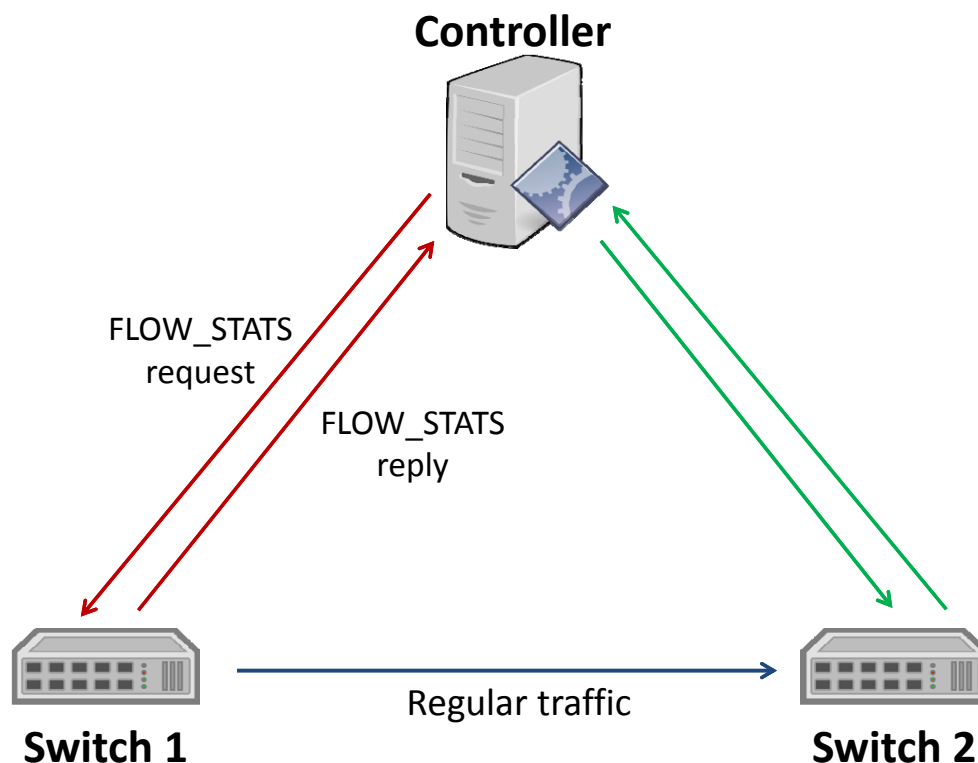 Controller
FLOW_STATS
request
FLOW_STATS
reply
Regular traffic
Switch 1
Switch 2